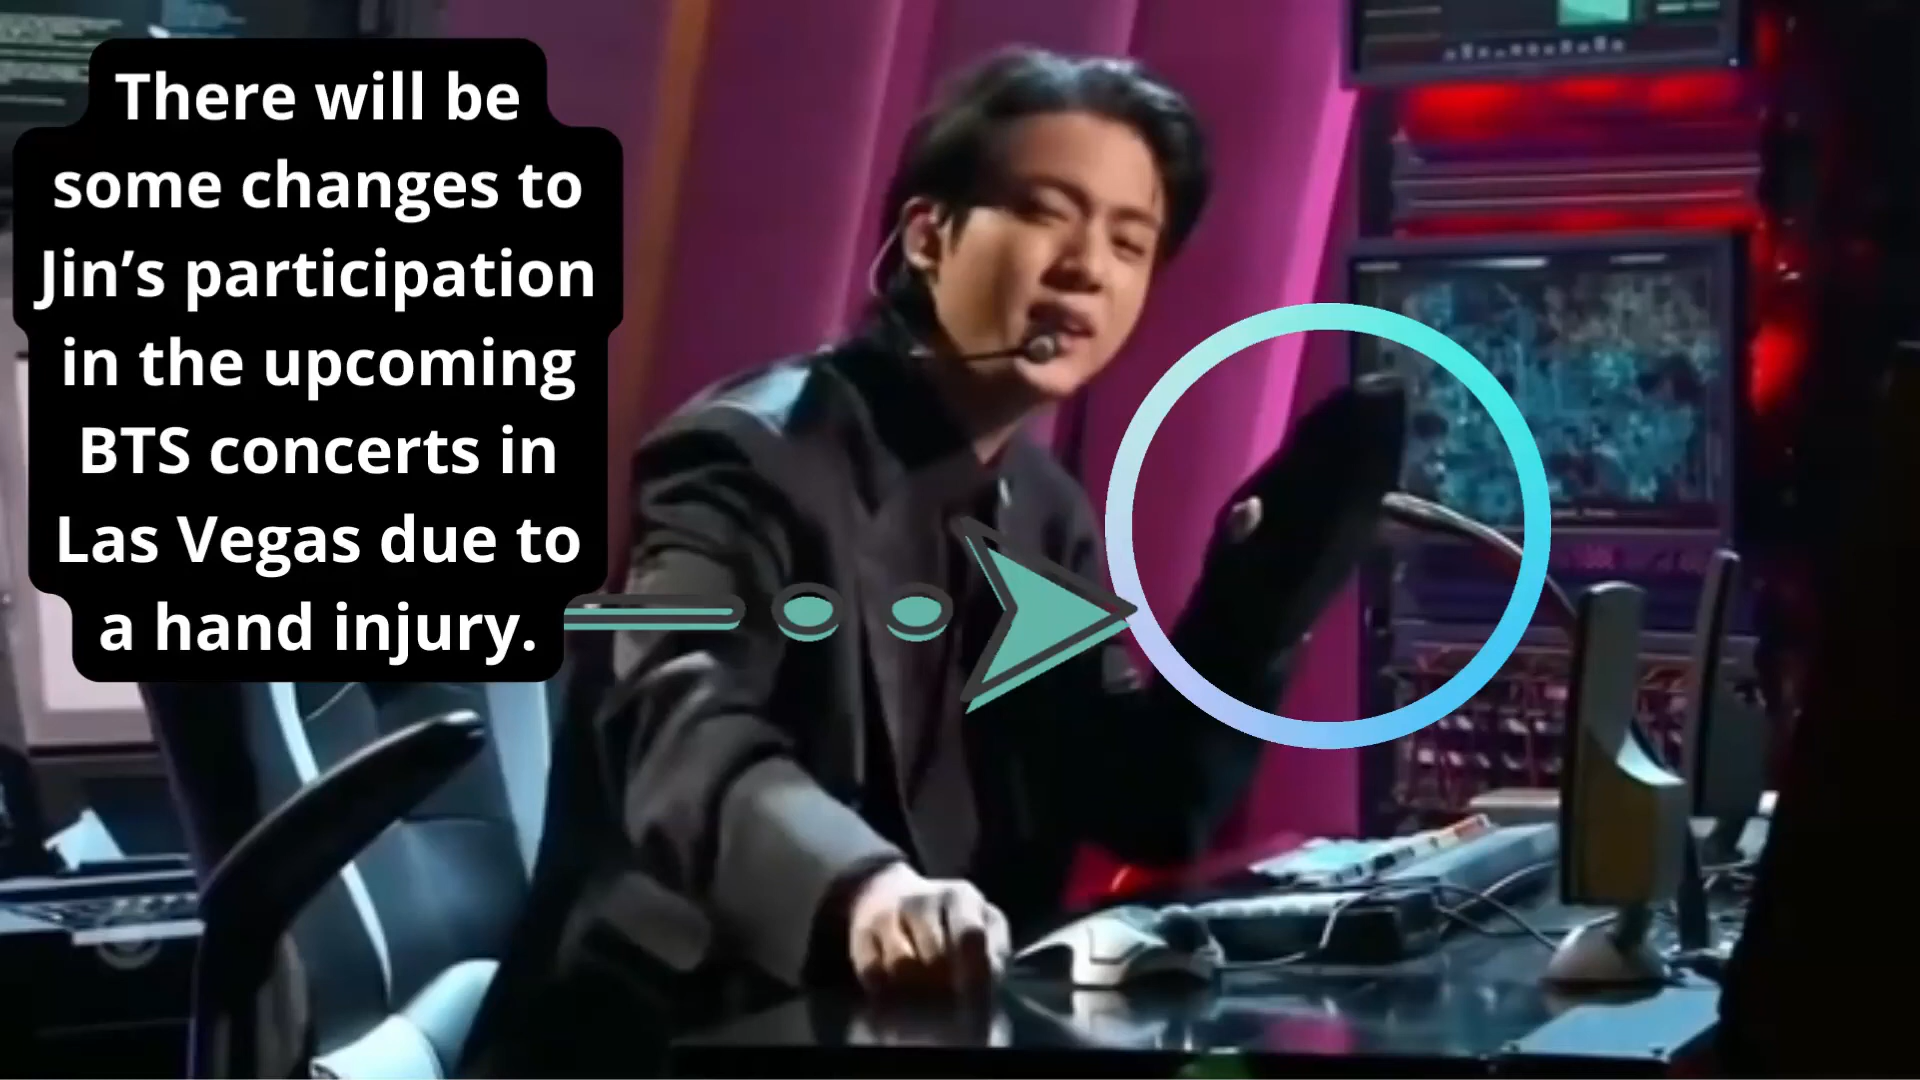 There will be
some changes to
Jin’s participation
in the upcoming
BTS concerts in
Las Vegas due to
a hand injury.